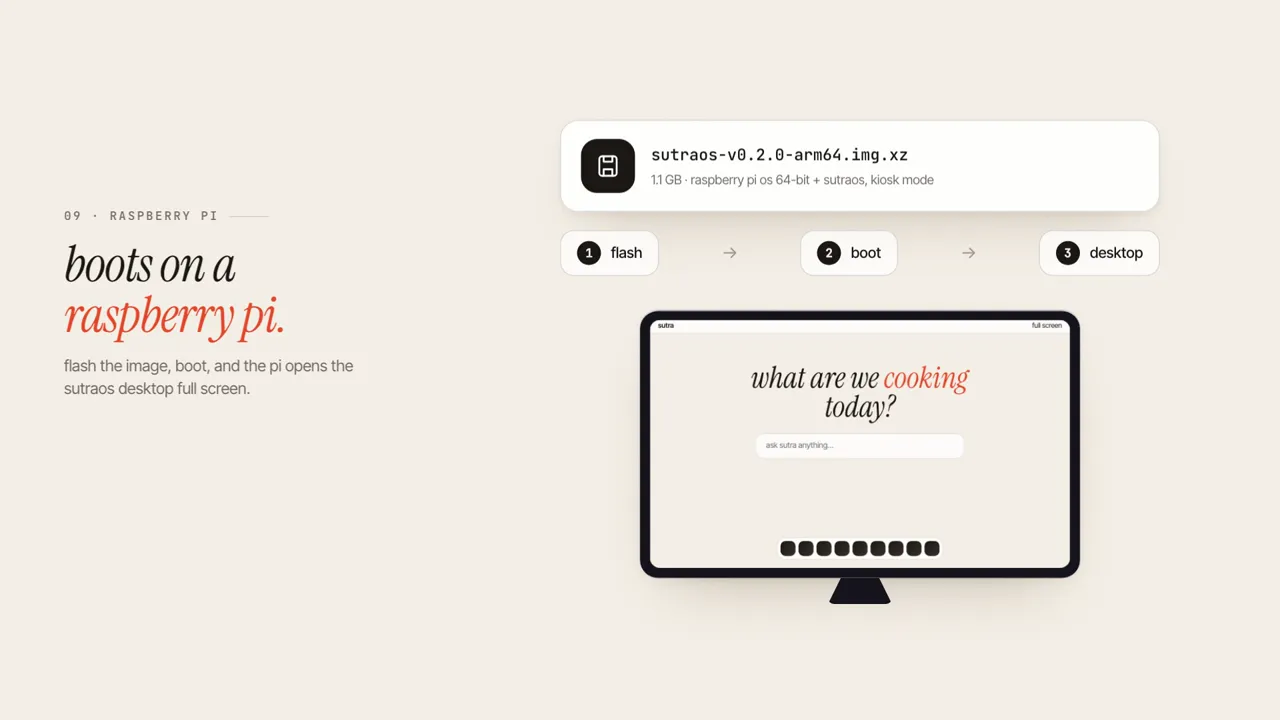 09 · RASPBERRY PI
boots on a
raspberry pi.
flash the image, boot, and the pi opens the
sutraos desktop full screen.
sutraos-v0.2.0-arm64.img.xz
1.1 GB · raspberry pi os 64-bit + sutraos, kiosk mode
1 flash → 2 boot → 3 desktop
sutra full screen
what are we cooking
today?
ask sutra anything...